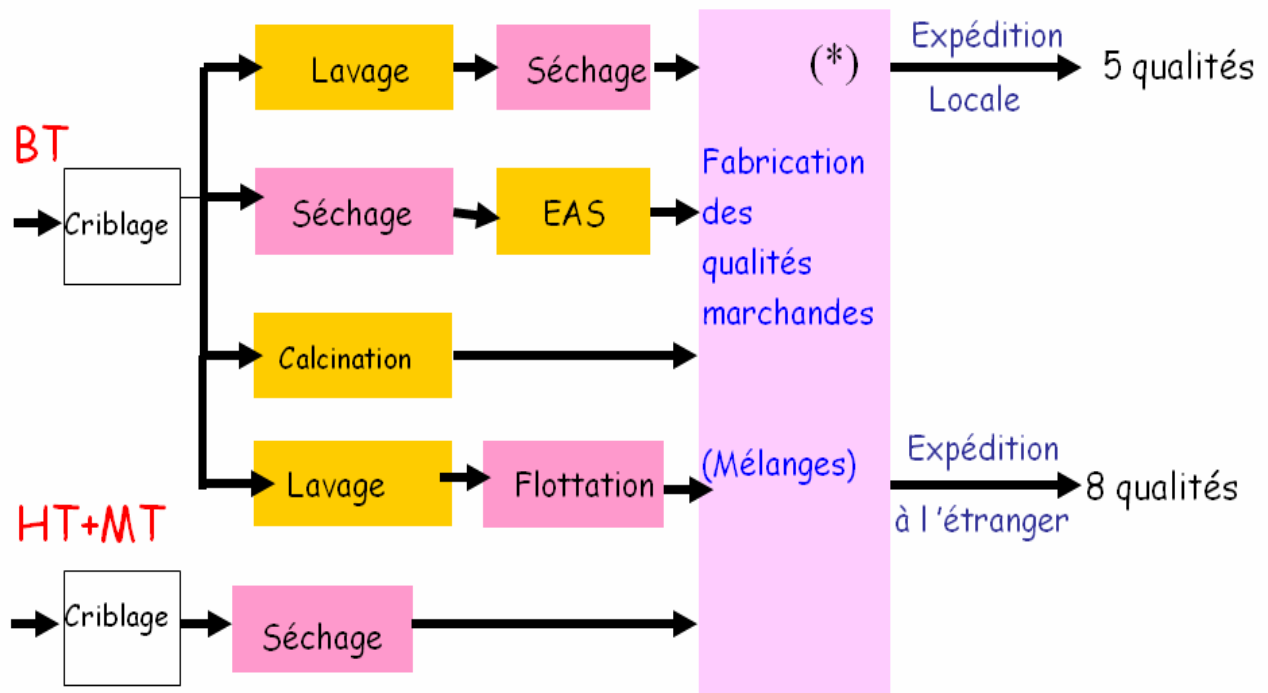 Lavage
Séchage
(*)
Expédition
Locale
5 qualités
BT
Criblage
Séchage
EAS
Fabrication
des
qualités
marchandes
Calcination
Lavage
Flottation
(Mélanges)
Expédition
à l ’étranger
8 qualités
HT+MT
Criblage
Séchage